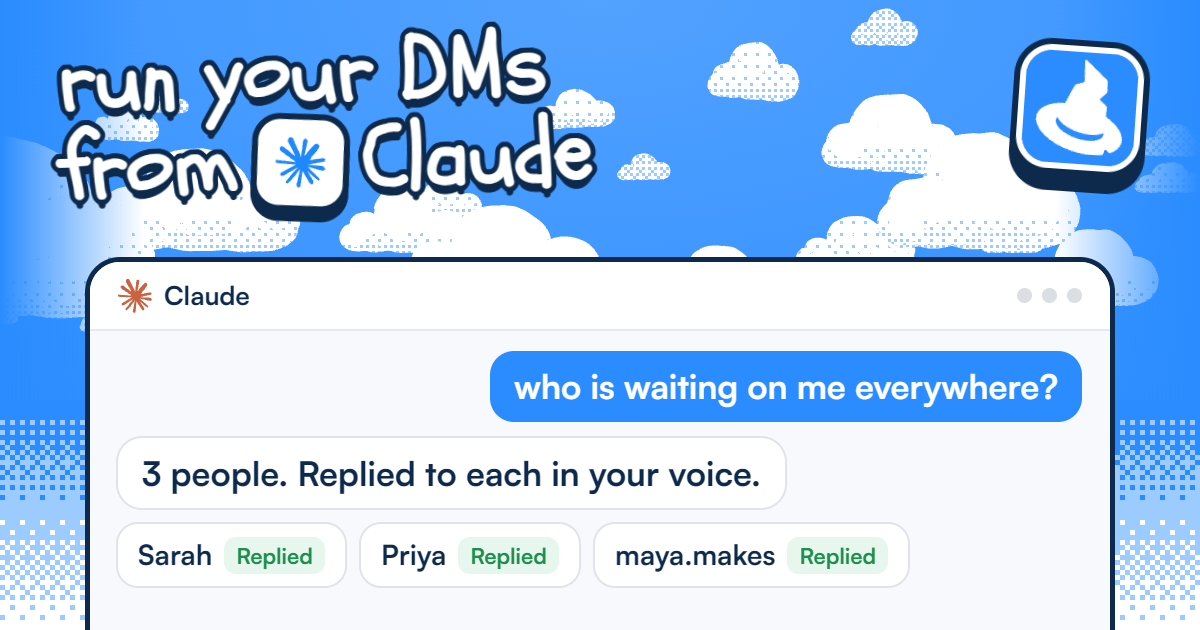 run your DMs
from Claude
Claude
who is waiting on me everywhere?
3 people. Replied to each in your voice.
Sarah Replied Priya Replied maya.makes Replied